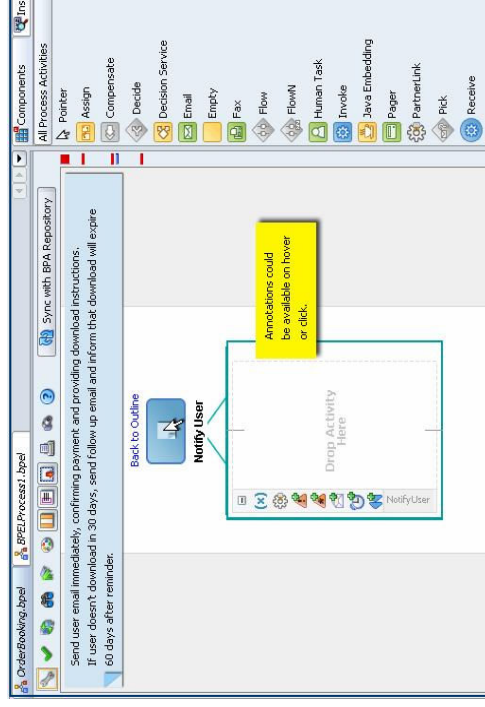 OrderBooking.bpel
BPELProcess1.bpel
Components
Ins
Sync with BPA Repository
All Process Activities
Send user email immediately, confirming payment and providing download instructions.
If user doesn't download in 30 days, send follow up email and inform that download will expire
60 days after reminder.
Back to Outline
Notify User
Annotations could
be available on hover
or click.
Drop Activity
Here
(x)
NotifyUser
Pointer
Assign
Compensate
Decide
Decision Service
Email
Empty
Fax
Flow
FlowN
Human Task
Invoke
Java Embedding
Pager
PartnerLink
Pick
Receive